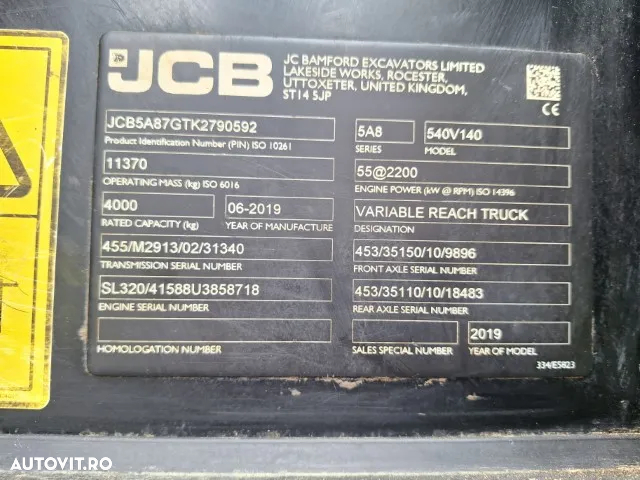 JCB
JC BAMFORD EXCAVATORS LIMITED
LAKESIDE WORKS, ROCESTER,
UTTOXETER, UNITED KINGDOM,
ST14 5JP
CE
JCB5A87GTK2790592
Product Identification Number (PIN) ISO 10261
5A8 540V140
SERIES MODEL
11370
OPERATING MASS (kg) ISO 6016
55@2200
ENGINE POWER (kW @ RPM) ISO 14396
4000 06-2019
RATED CAPACITY (kg) YEAR OF MANUFACTURE
VARIABLE REACH TRUCK
DESIGNATION
455/M2913/02/31340
TRANSMISSION SERIAL NUMBER
453/35150/10/9896
FRONT AXLE SERIAL NUMBER
SL320/41588U3858718
ENGINE SERIAL NUMBER
453/35110/10/18483
REAR AXLE SERIAL NUMBER
HOMOLOGATION NUMBER
2019
SALES SPECIAL NUMBER YEAR OF MODEL
334/E5823
AUTOVIT.RO